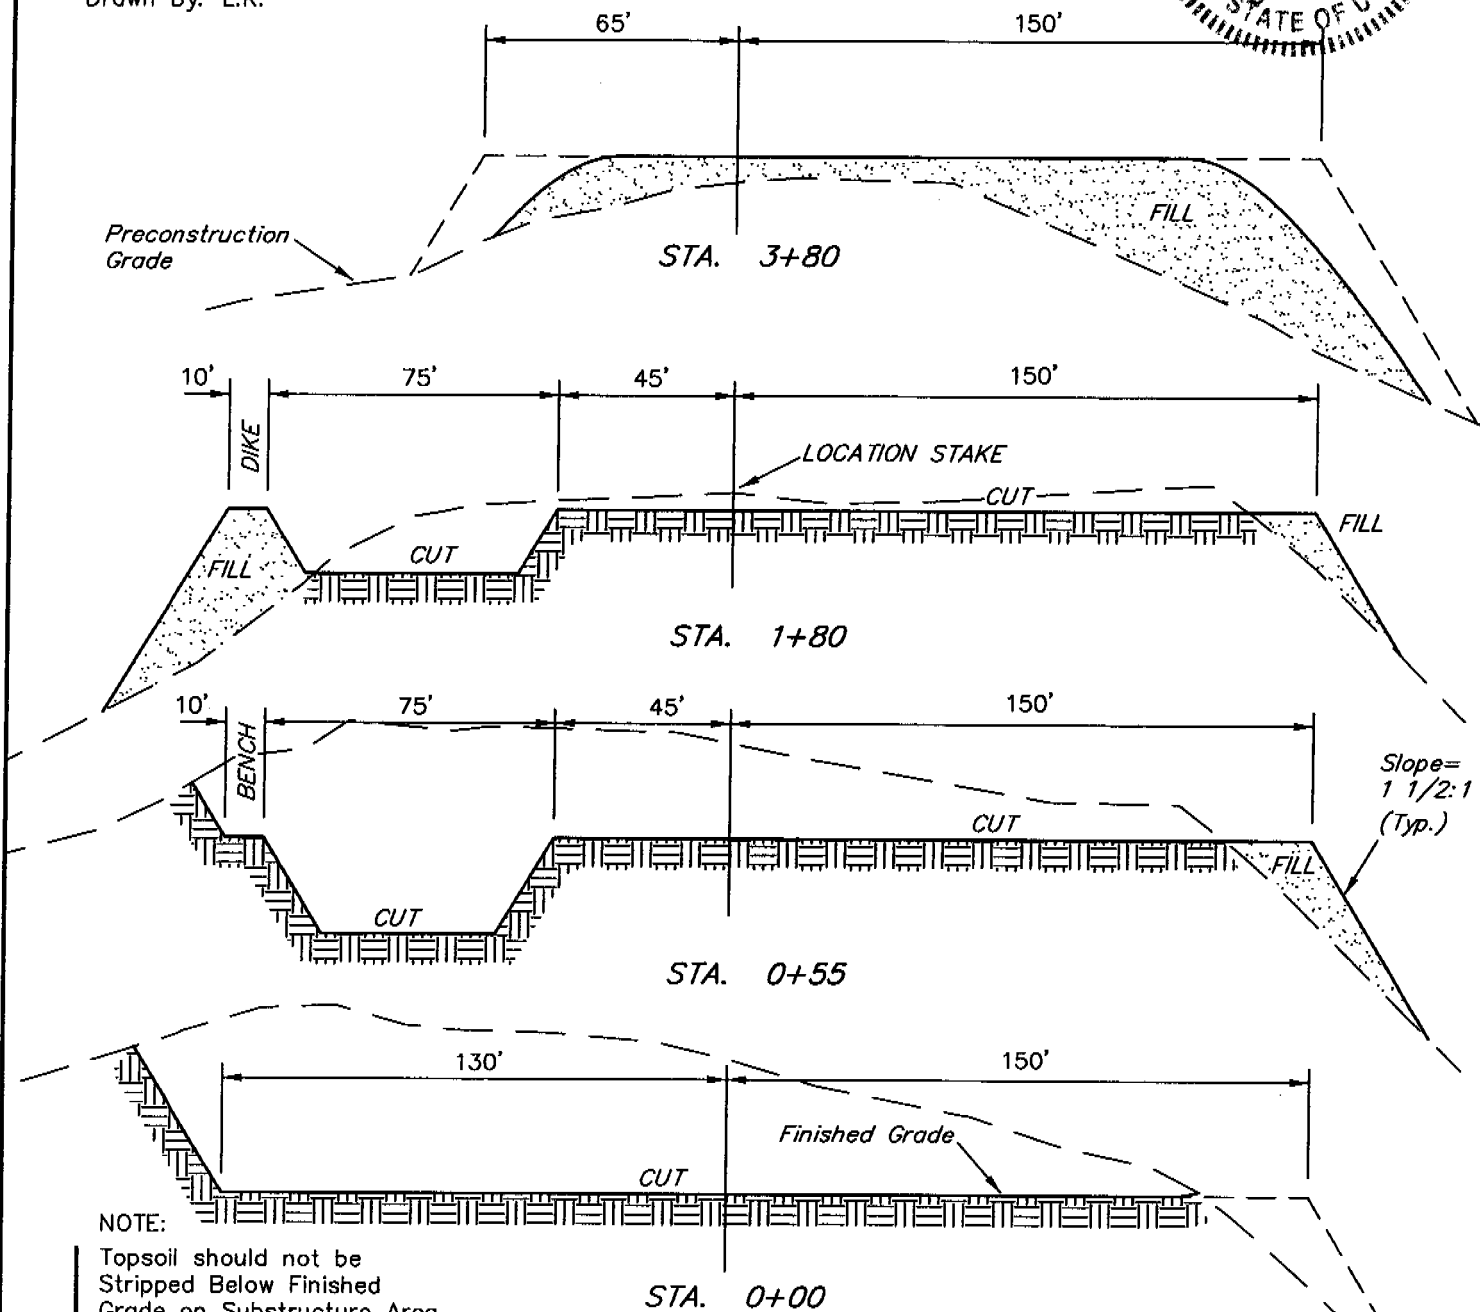 Drawn By: L.R.
STATE OF
65'
150'
Preconstruction
Grade
FILL
STA. 3+80
10'
75'
45'
150'
DIKE
LOCATION STAKE
CUT
FILL
FILL
CUT
STA. 1+80
10'
75'
45'
150'
BENCH
Slope=
1 1/2:1
(Typ.)
CUT
FILL
CUT
STA. 0+55
130'
150'
Finished Grade
CUT
NOTE:
Topsoil should not be
Stripped Below Finished
Grade on Substructure Area
STA. 0+00